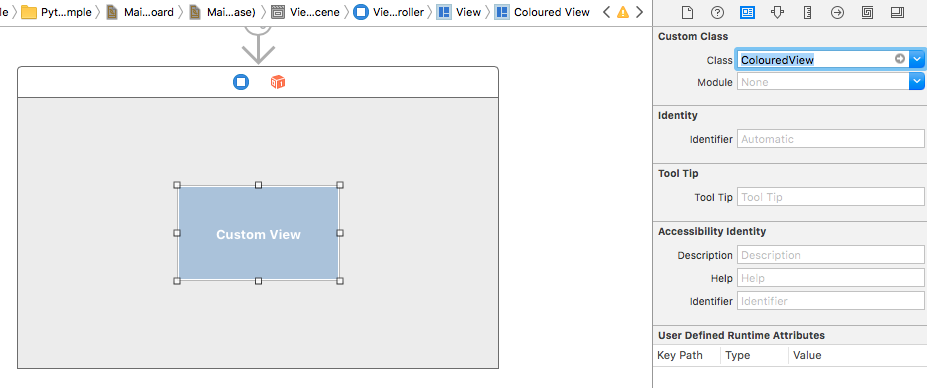 le Pyt...mple Mai...oard Mai...ase) Vie...cene Vie...roller View Coloured View
Custom Class
Class ColouredView
Module None
Identity
Identifier Automatic
Tool Tip
Tool Tip Tool Tip
Accessibility Identity
Description Description
Help Help
Identifier Identifier
User Defined Runtime Attributes
Key Path Type Value
Custom View